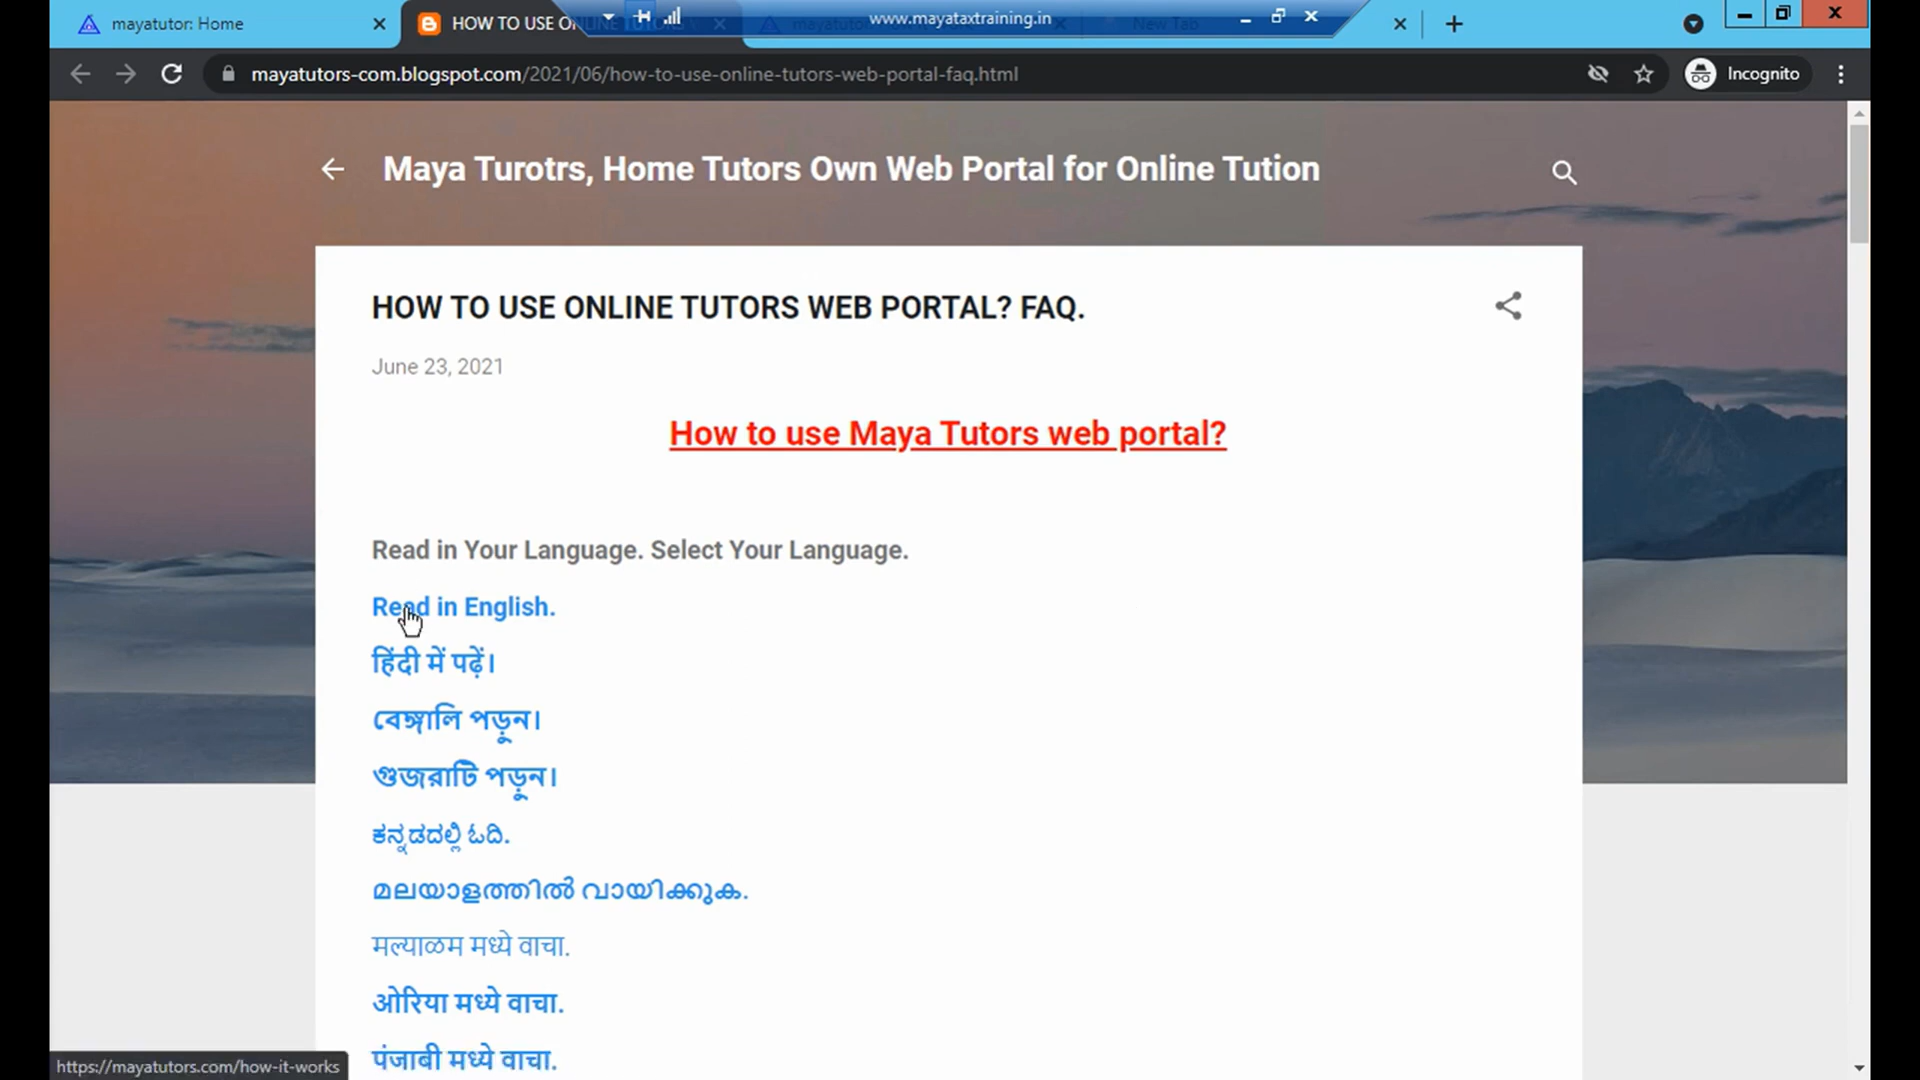 mayatutor: Home
HOW TO USE O
www.mayataxtraining.in
New Tab
mayatutors-com.blogspot.com/2021/06/how-to-use-online-tutors-web-portal-faq.html
Incognito
Maya Turotrs, Home Tutors Own Web Portal for Online Tution
HOW TO USE ONLINE TUTORS WEB PORTAL? FAQ.
June 23, 2021
How to use Maya Tutors web portal?
Read in Your Language. Select Your Language.
Read in English.
हिंदी में पढ़ें।
বেঙ্গালি পড়ুন।
গুজরাটি পড়ুন।
ಕನ್ನಡದಲ್ಲಿ ಓದಿ.
മലയാളത്തിൽ വായിക്കുക.
मल्याळम मध्ये वाचा.
ओरिया मध्ये वाचा.
पंजाबी मध्ये वाचा.
https://mayatutors.com/how-it-works